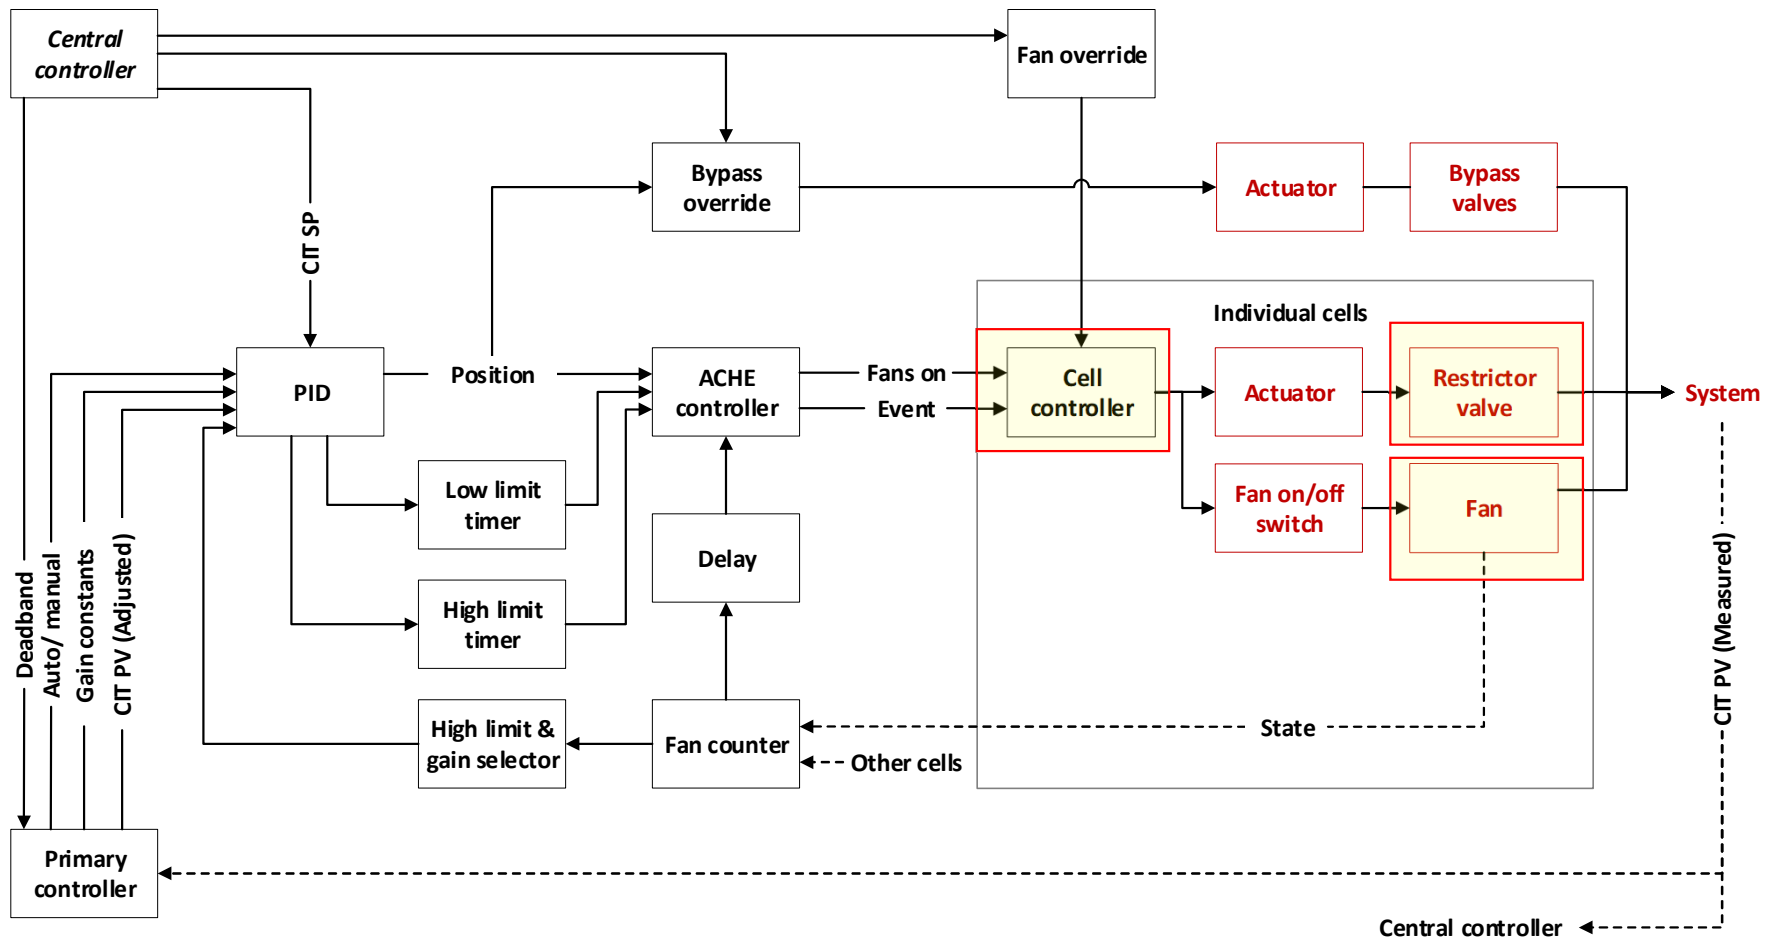 Central
controller
Fan override
Bypass
override
Actuator
Bypass
valves
CIT SP
Individual cells
PID
Position
ACHE
controller
Fans on
Event
Cell
controller
Actuator
Restrictor
valve
System
Low limit
timer
Fan on/off
switch
Fan
Delay
High limit
timer
Deadband
Auto/ manual
Gain constants
CIT PV (Adjusted)
CIT PV (Measured)
High limit &
gain selector
Fan counter
State
Other cells
Primary
controller
Central controller